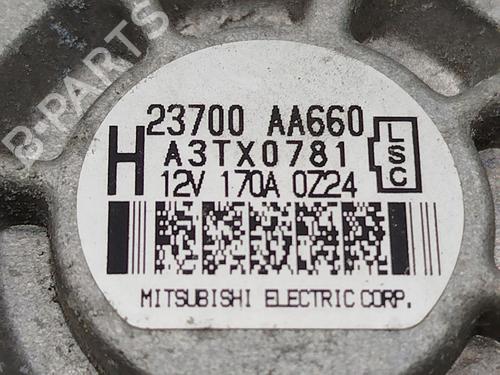 B-PARTS
23700 AA660
H A3TX0781 LSC
12V 170A 0Z24
MITSUBISHI ELECTRIC CORP.